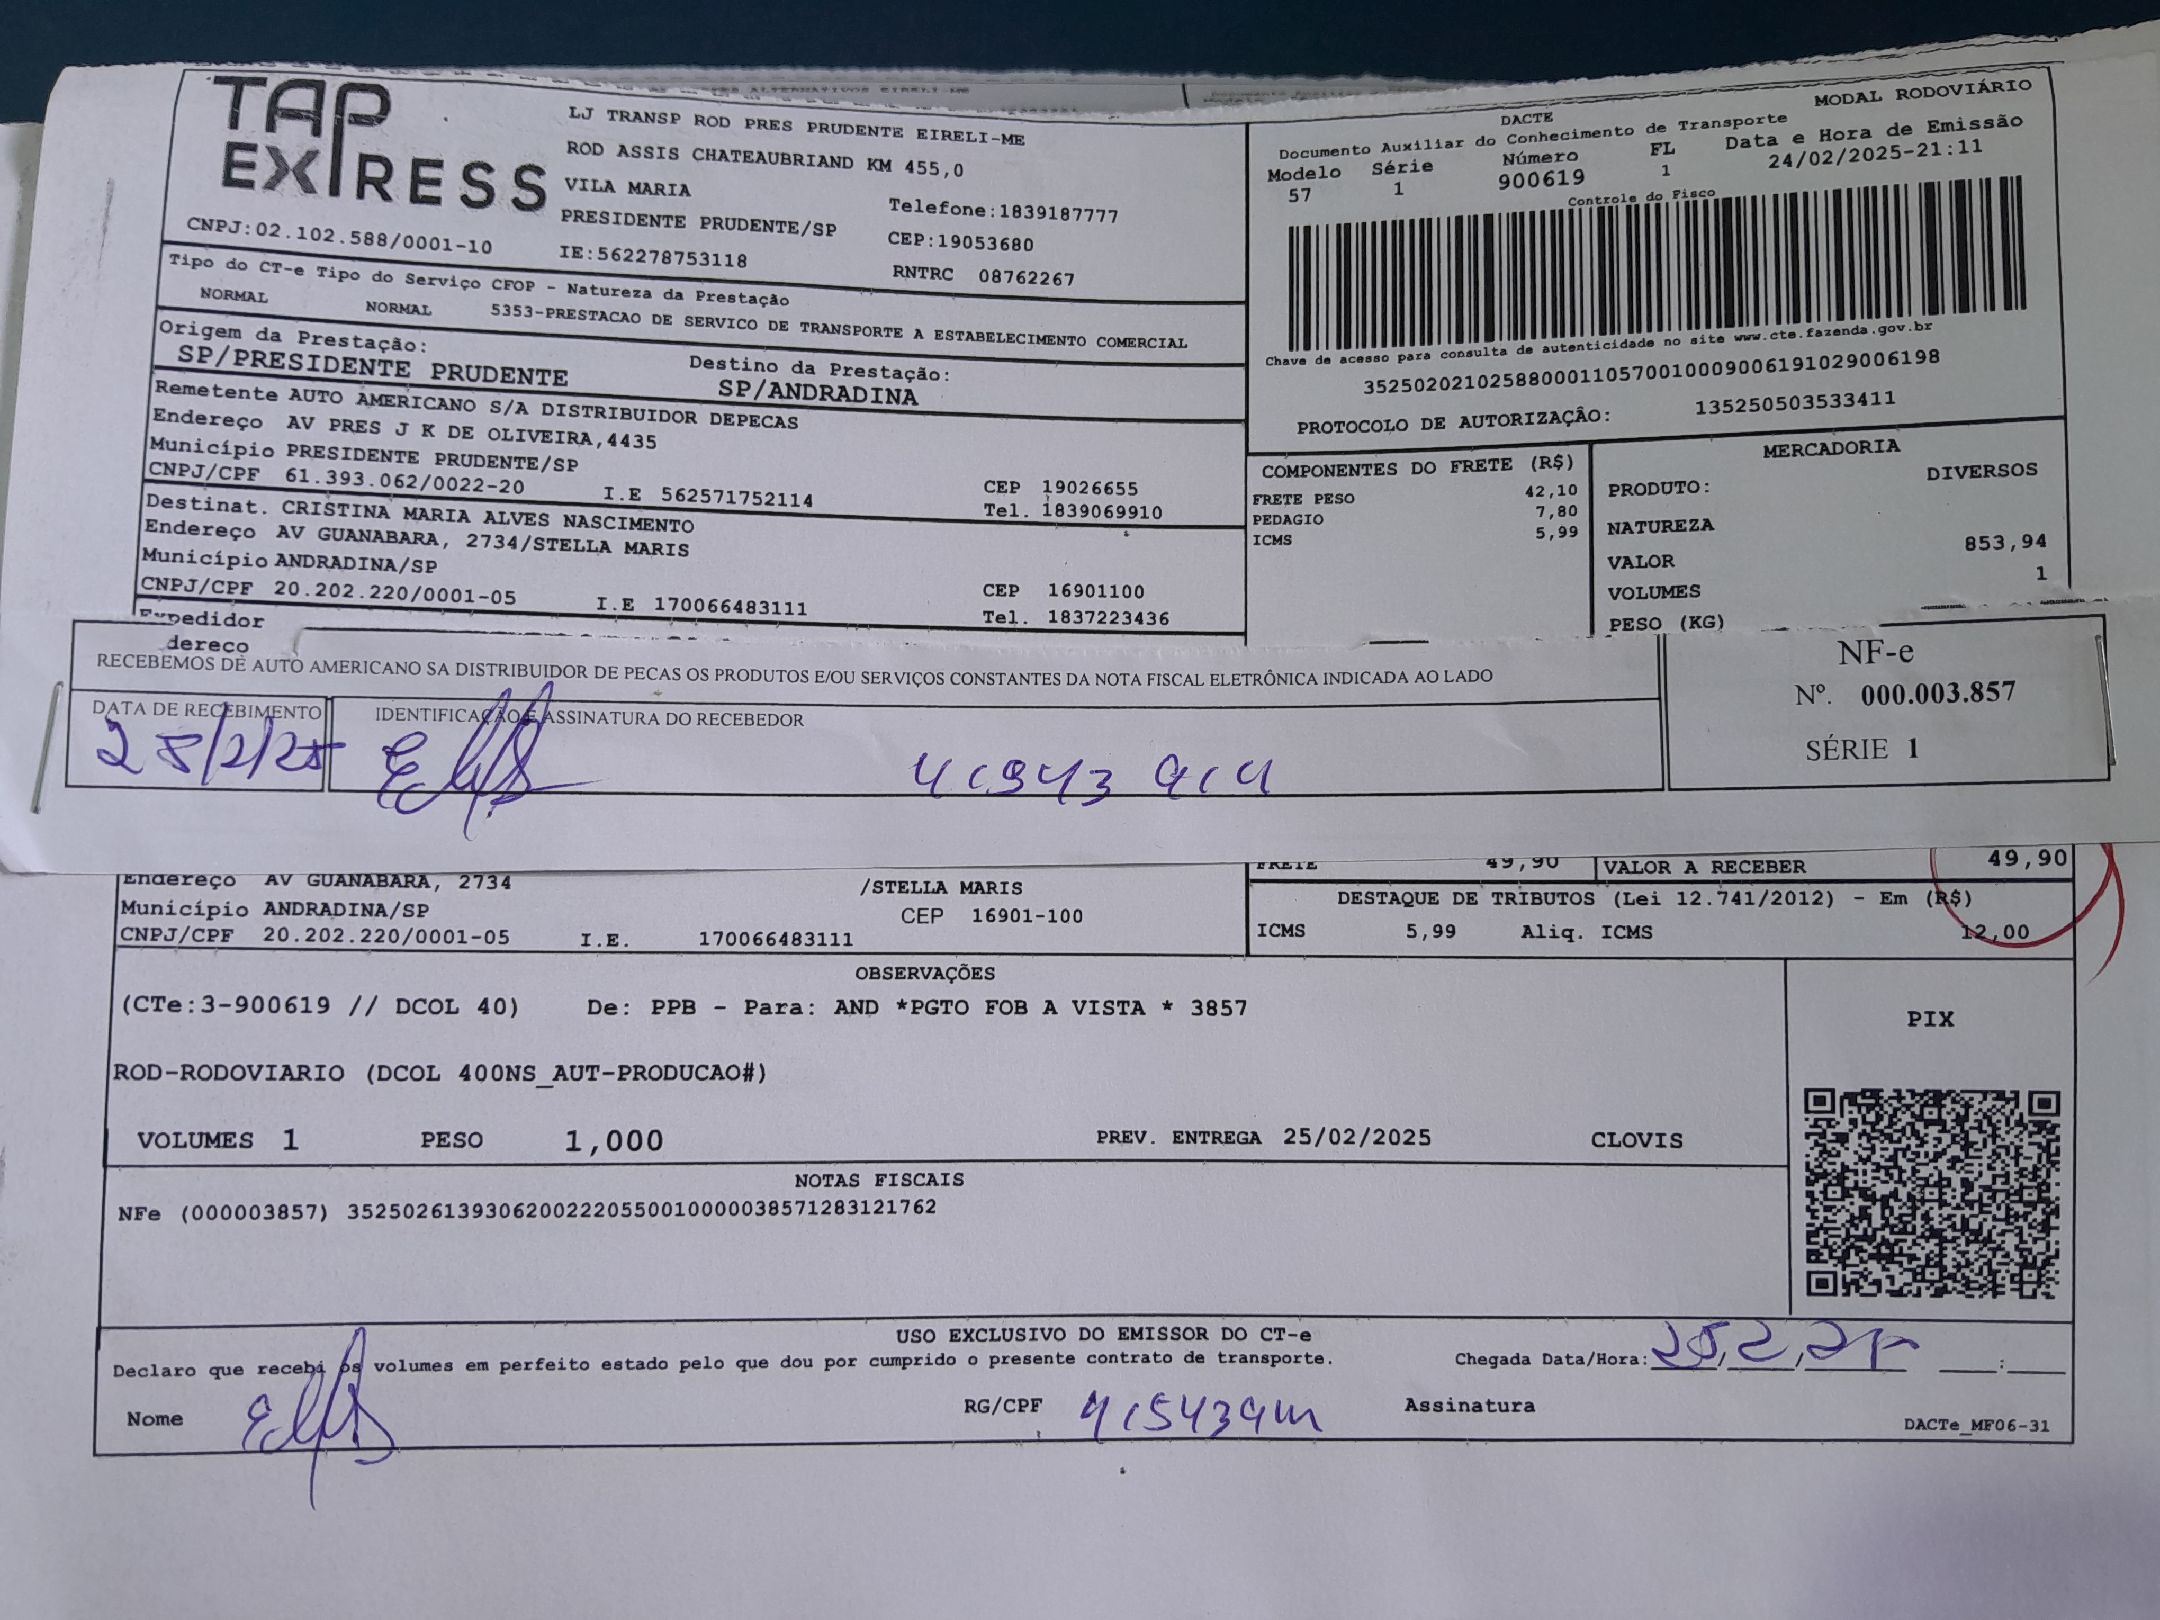 TAP EXPRESS
LJ TRANSP ROD PRES PRUDENTE EIRELI-ME
ROD ASSIS CHATEAUBRIAND KM 455,0
VILA MARIA
PRESIDENTE PRUDENTE/SP Telefone:1839187777
CEP:19053680
CNPJ:02.102.588/0001-10 IE:562278753118 RNTRC 08762267
Tipo do CT-e Tipo do Serviço CFOP - Natureza da Prestação
NORMAL NORMAL 5353-PRESTACAO DE SERVICO DE TRANSPORTE A ESTABELECIMENTO COMERCIAL
Origem da Prestação: Destino da Prestação:
SP/PRESIDENTE PRUDENTE SP/ANDRADINA
Remetente AUTO AMERICANO S/A DISTRIBUIDOR DEPECAS
Endereço AV PRES J K DE OLIVEIRA,4435
Município PRESIDENTE PRUDENTE/SP CEP 19026655
CNPJ/CPF 61.393.062/0022-20 I.E 562571752114 Tel. 1839069910
Destinat. CRISTINA MARIA ALVES NASCIMENTO
Endereço AV GUANABARA, 2734/STELLA MARIS
Município ANDRADINA/SP CEP 16901100
CNPJ/CPF 20.202.220/0001-05 I.E 170066483111 Tel. 1837223436
Expedidor
dereco
DACTE MODAL RODOVIÁRIO
Documento Auxiliar do Conhecimento de Transporte
Modelo Série Número FL Data e Hora de Emissão
57 1 900619 1 24/02/2025-21:11
Controle do Fisco
Chave de acesso para consulta de autenticidade no site www.cte.fazenda.gov.br
35250202102588000110570010009006191029006198
PROTOCOLO DE AUTORIZAÇÃO: 135250503533411
COMPONENTES DO FRETE (R$)
FRETE PESO 42,10
PEDAGIO 7,80
ICMS 5,99
MERCADORIA
PRODUTO: DIVERSOS
NATUREZA
VALOR 853,94
VOLUMES 1
PESO (KG)
RECEBEMOS DE AUTO AMERICANO SA DISTRIBUIDOR DE PECAS OS PRODUTOS E/OU SERVIÇOS CONSTANTES DA NOTA FISCAL ELETRÔNICA INDICADA AO LADO
DATA DE RECEBIMENTO IDENTIFICAÇÃO E ASSINATURA DO RECEBEDOR
25/2/25
NF-e
Nº. 000.003.857
SÉRIE 1
FRETE 49,90 VALOR A RECEBER 49,90
Endereço AV GUANABARA, 2734 /STELLA MARIS
Município ANDRADINA/SP CEP 16901-100
CNPJ/CPF 20.202.220/0001-05 I.E. 170066483111
DESTAQUE DE TRIBUTOS (Lei 12.741/2012) - Em (R$)
ICMS 5,99 Aliq. ICMS 12,00
OBSERVAÇÕES
(CTe:3-900619 // DCOL 40) De: PPB - Para: AND *PGTO FOB A VISTA * 3857
ROD-RODOVIARIO (DCOL 400NS_AUT-PRODUCAO#)
VOLUMES 1 PESO 1,000 PREV. ENTREGA 25/02/2025 CLOVIS
PIX
NOTAS FISCAIS
NFe (000003857) 35250261393062002220550010000038571283121762
USO EXCLUSIVO DO EMISSOR DO CT-e
Declaro que recebi os volumes em perfeito estado pelo que dou por cumprido o presente contrato de transporte. Chegada Data/Hora: 25/2/25 :
Nome RG/CPF Assinatura
DACTe_MF06-31